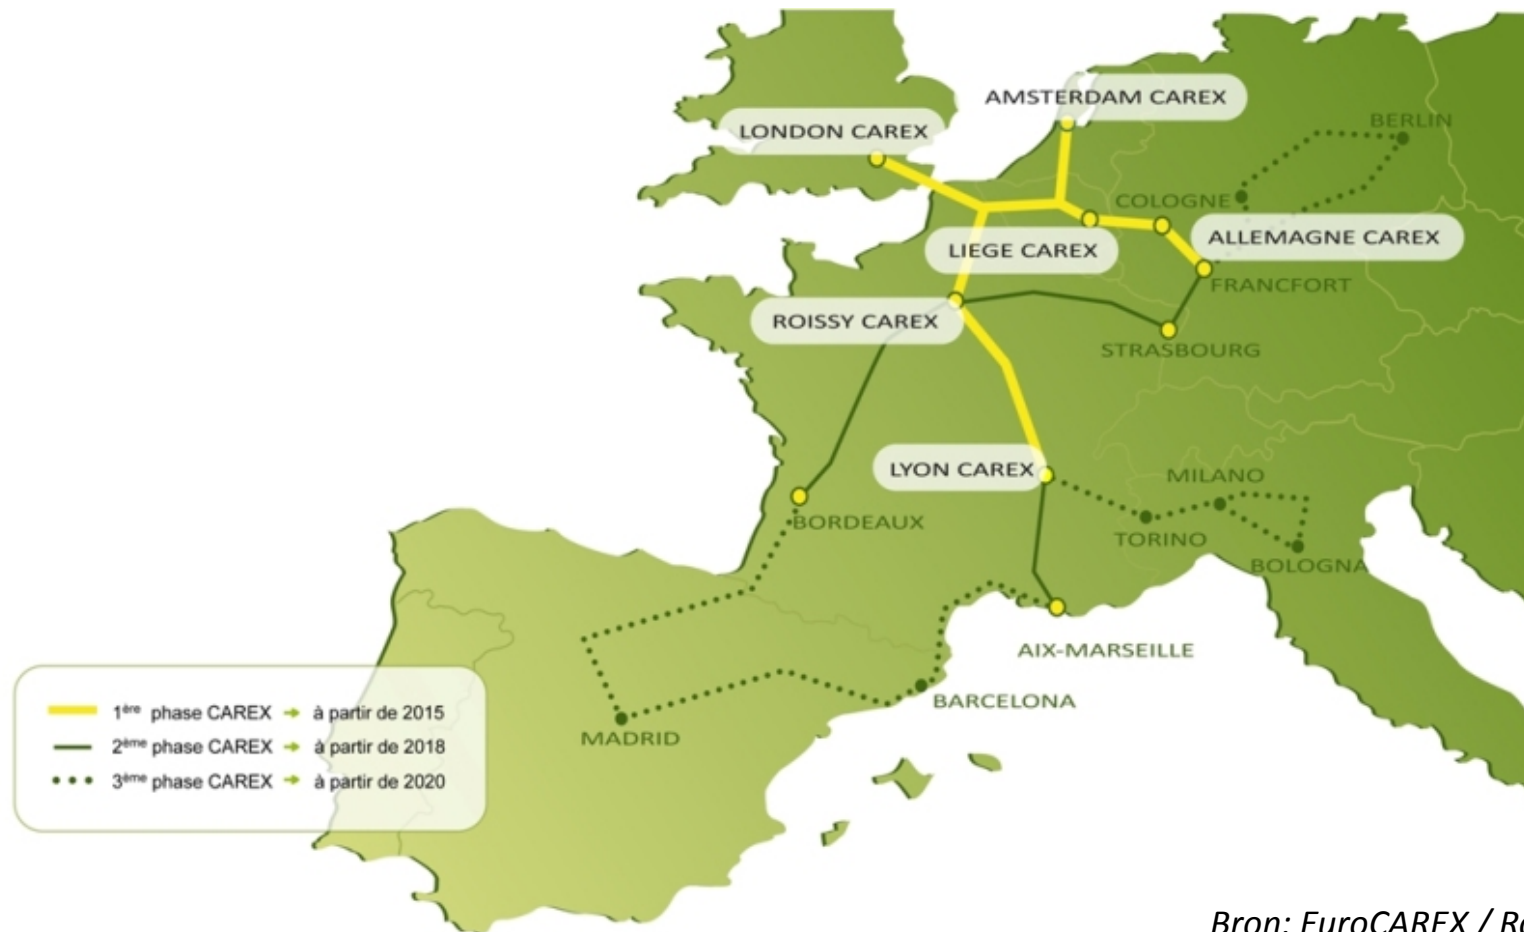 AMSTERDAM CAREX
LONDON CAREX
BERLIN
COLOGNE
ALLEMAGNE CAREX
LIEGE CAREX
FRANCFORT
ROISSY CAREX
STRASBOURG
LYON CAREX
MILANO
BORDEAUX
TORINO
BOLOGNA
AIX-MARSEILLE
BARCELONA
MADRID
1ère phase CAREX → à partir de 2015
2ème phase CAREX → à partir de 2018
3ème phase CAREX → à partir de 2020
Bron: EuroCAREX / Ro